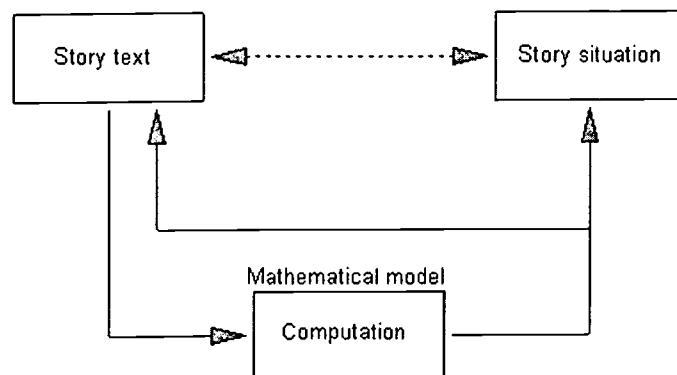 Story text
Story situation
Mathematical model
Computation